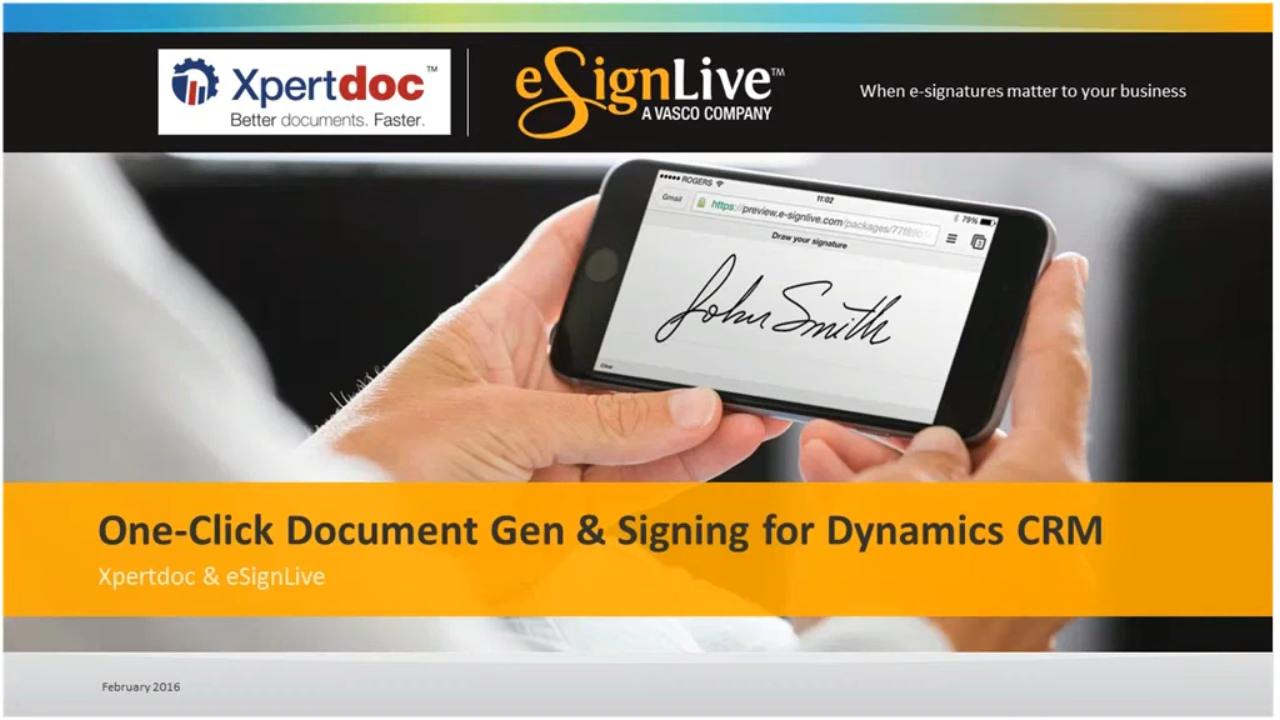 Xpertdoc™
Better documents. Faster.
eSignLive™
A VASCO COMPANY
When e-signatures matter to your business
ROGERS
11:02
79%
Gmail
https://preview.e-signlive.com/packages/
Draw your signature
John Smith
Clear
One-Click Document Gen & Signing for Dynamics CRM
Xpertdoc & eSignLive
February 2016